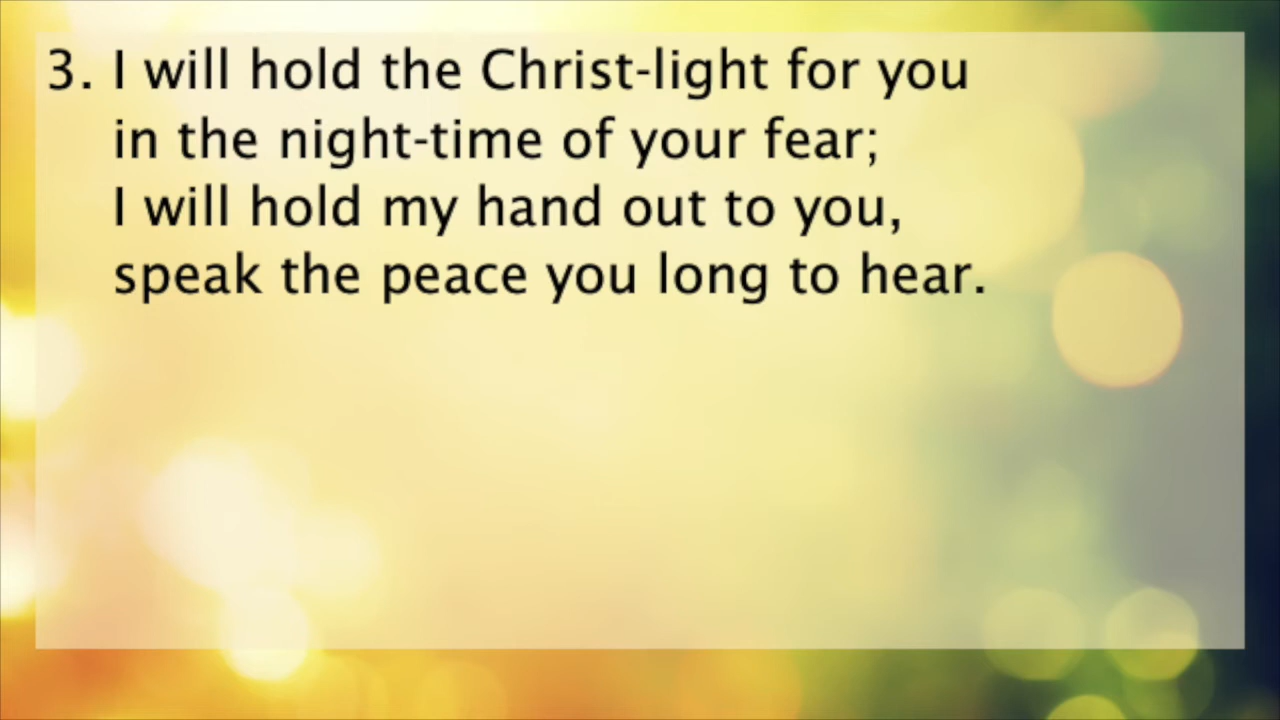 3. I will hold the Christ-light for you
in the night-time of your fear;
I will hold my hand out to you,
speak the peace you long to hear.